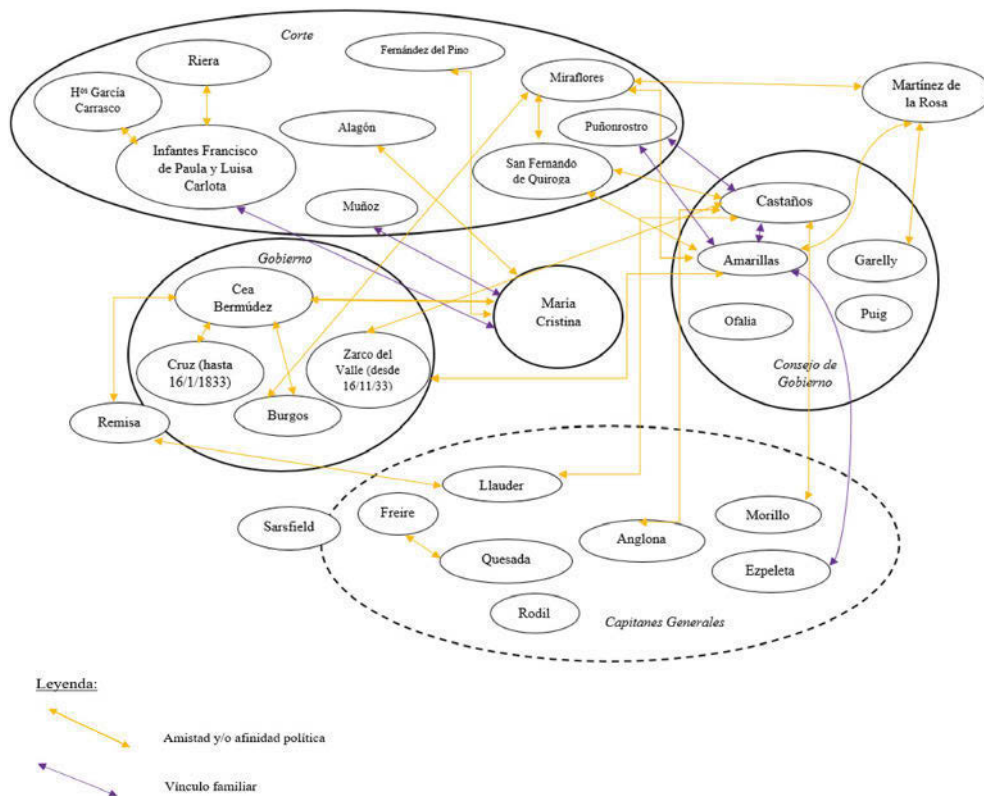 Corte
Fernández del Pino
Riera
Miraflores
Hos García
Carrasco
Martínez de
la Rosa
Alagón
Puñonrostro
Infantes Francisco
de Paula y Luisa
Carlota
San Fernando
de Quiroga
Muñoz
Castaños
Gobierno
Amarillas
Garelly
Cea
Bermúdez
María
Cristina
Ofalia
Puig
Cruz (hasta
16/1/1833)
Zarco del
Valle (desde
16/11/33)
Consejo de
Gobierno
Remisa
Burgos
Llauder
Freire
Morillo
Sarsfield
Anglona
Quesada
Ezpeleta
Rodil
Capitanes Generales
Leyenda:
Amistad y/o afinidad política
Vínculo familiar